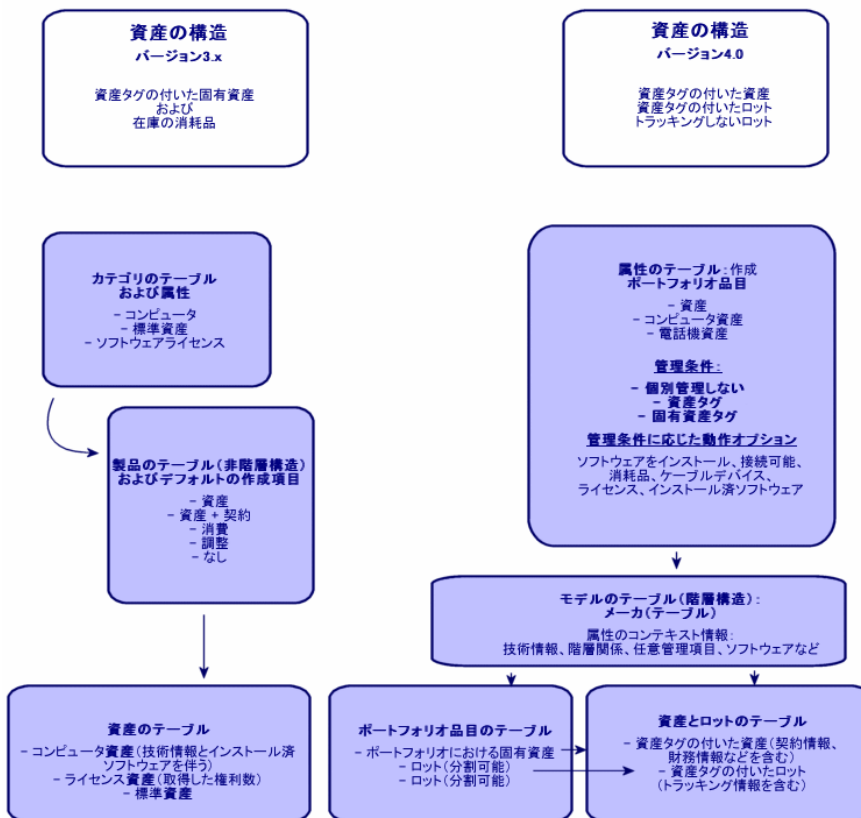 資産の構造
バージョン3.x
資産タグの付いた固有資産
および
在庫の消耗品
資産の構造
バージョン4.0
資産タグの付いた資産
資産タグの付いたロット
トラッキングしないロット
カテゴリのテーブル
および属性
– コンピュータ
– 標準資産
– ソフトウェアライセンス
製品のテーブル(非階層構造)
およびデフォルトの作成項目
– 資産
– 資産 + 契約
– 消費
– 調整
– なし
資産のテーブル
– コンピュータ資産(技術情報とインストール済
ソフトウェアを伴う)
– ライセンス資産(取得した権利数)
– 標準資産
属性のテーブル: 作成
ポートフォリオ品目
– 資産
– コンピュータ資産
– 電話機資産
管理条件:
– 個別管理しない
– 資産タグ
– 固有資産タグ
管理条件に応じた動作オプション
ソフトウェアをインストール、接続可能、
消耗品、ケーブルデバイス、
ライセンス、インストール済ソフトウェア
モデルのテーブル(階層構造):
メーカ(テーブル)
属性のコンテキスト情報:
技術情報、階層関係、任意管理項目、ソフトウェアなど
ポートフォリオ品目のテーブル
– ポートフォリオにおける固有資産
– ロット(分割可能)
– ロット(分割可能)
資産とロットのテーブル
– 資産タグの付いた資産(契約情報、
財務情報などを含む)
– 資産タグの付いたロット
(トラッキング情報を含む)